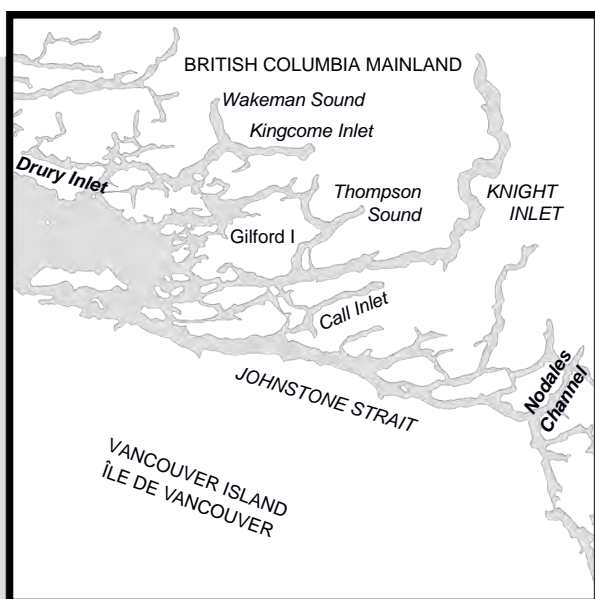 BRITISH COLUMBIA MAINLAND
Wakeman Sound
Kingcome Inlet
Drury Inlet
Thompson
Sound
KNIGHT
INLET
Gilford I
Call Inlet
JOHNSTONE STRAIT
Nodales
Channel
VANCOUVER ISLAND
ÎLE DE VANCOUVER